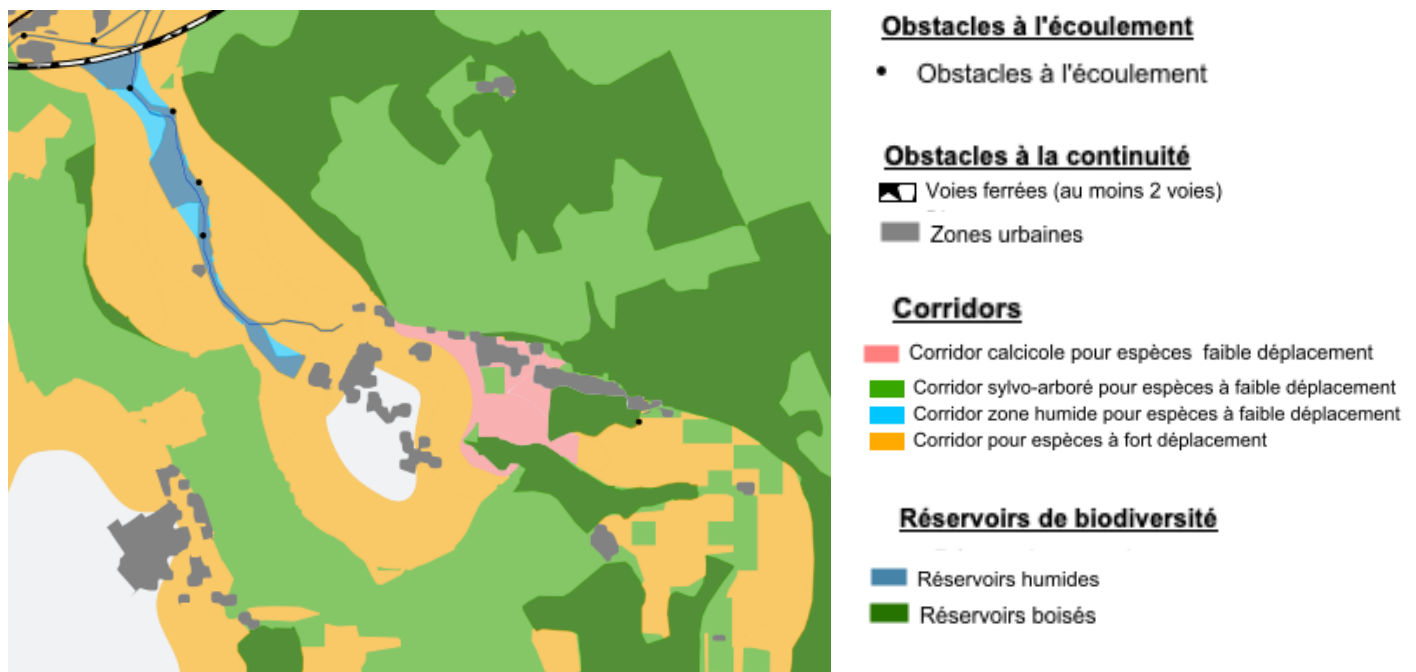 Obstacles à l'écoulement
Obstacles à l'écoulement
Obstacles à la continuité
Voies ferrées (au moins 2 voies)
Zones urbaines
Corridors
Corridor calcicole pour espèces faible déplacement
Corridor sylvo-arboré pour espèces à faible déplacement
Corridor zone humide pour espèces à faible déplacement
Corridor pour espèces à fort déplacement
Réservoirs de biodiversité
Réservoirs humides
Réservoirs boisés